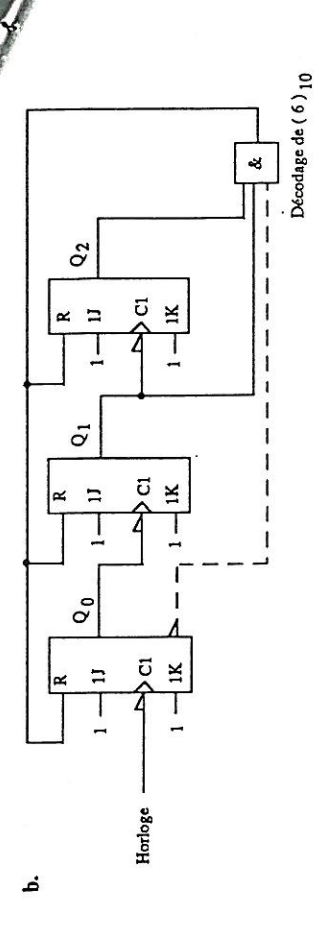 b.
Horloge
R
1 1J
C1
1 1K
Q0
R
1 1J
C1
1 1K
Q1
R
1 1J
C1
1 1K
Q2
&
Décodage de ( 6 )10